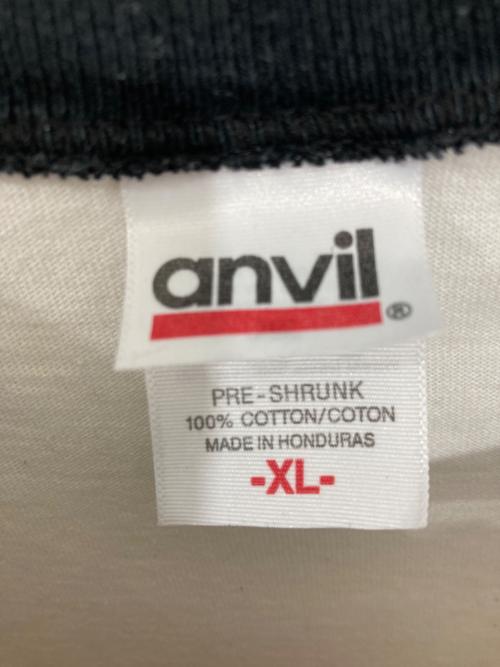 anvil®
PRE-SHRUNK
100% COTTON/COTON
MADE IN HONDURAS
-XL-